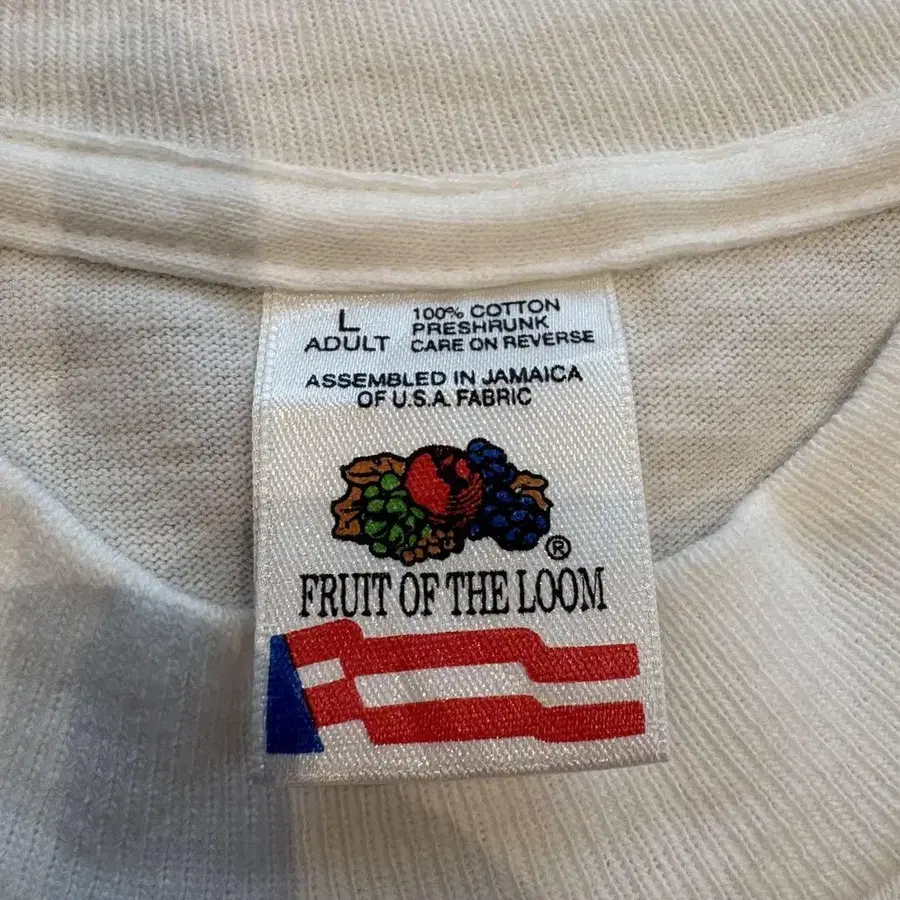 L
ADULT
100% COTTON
PRESHRUNK
CARE ON REVERSE
ASSEMBLED IN JAMAICA
OF U.S.A. FABRIC
®
FRUIT OF THE LOOM